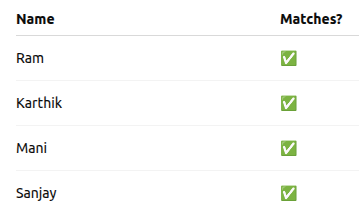 Name Matches?
Ram ✅
Karthik ✅
Mani ✅
Sanjay ✅